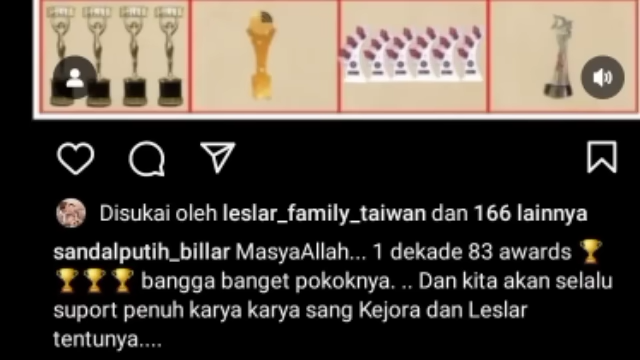 Disukai oleh leslar_family_taiwan dan 166 lainnya
sandalputih_billar MasyaAllah... 1 dekade 83 awards 🏆
🏆🏆🏆 bangga banget pokoknya. .. Dan kita akan selalu
suport penuh karya karya sang Kejora dan Leslar
tentunya....